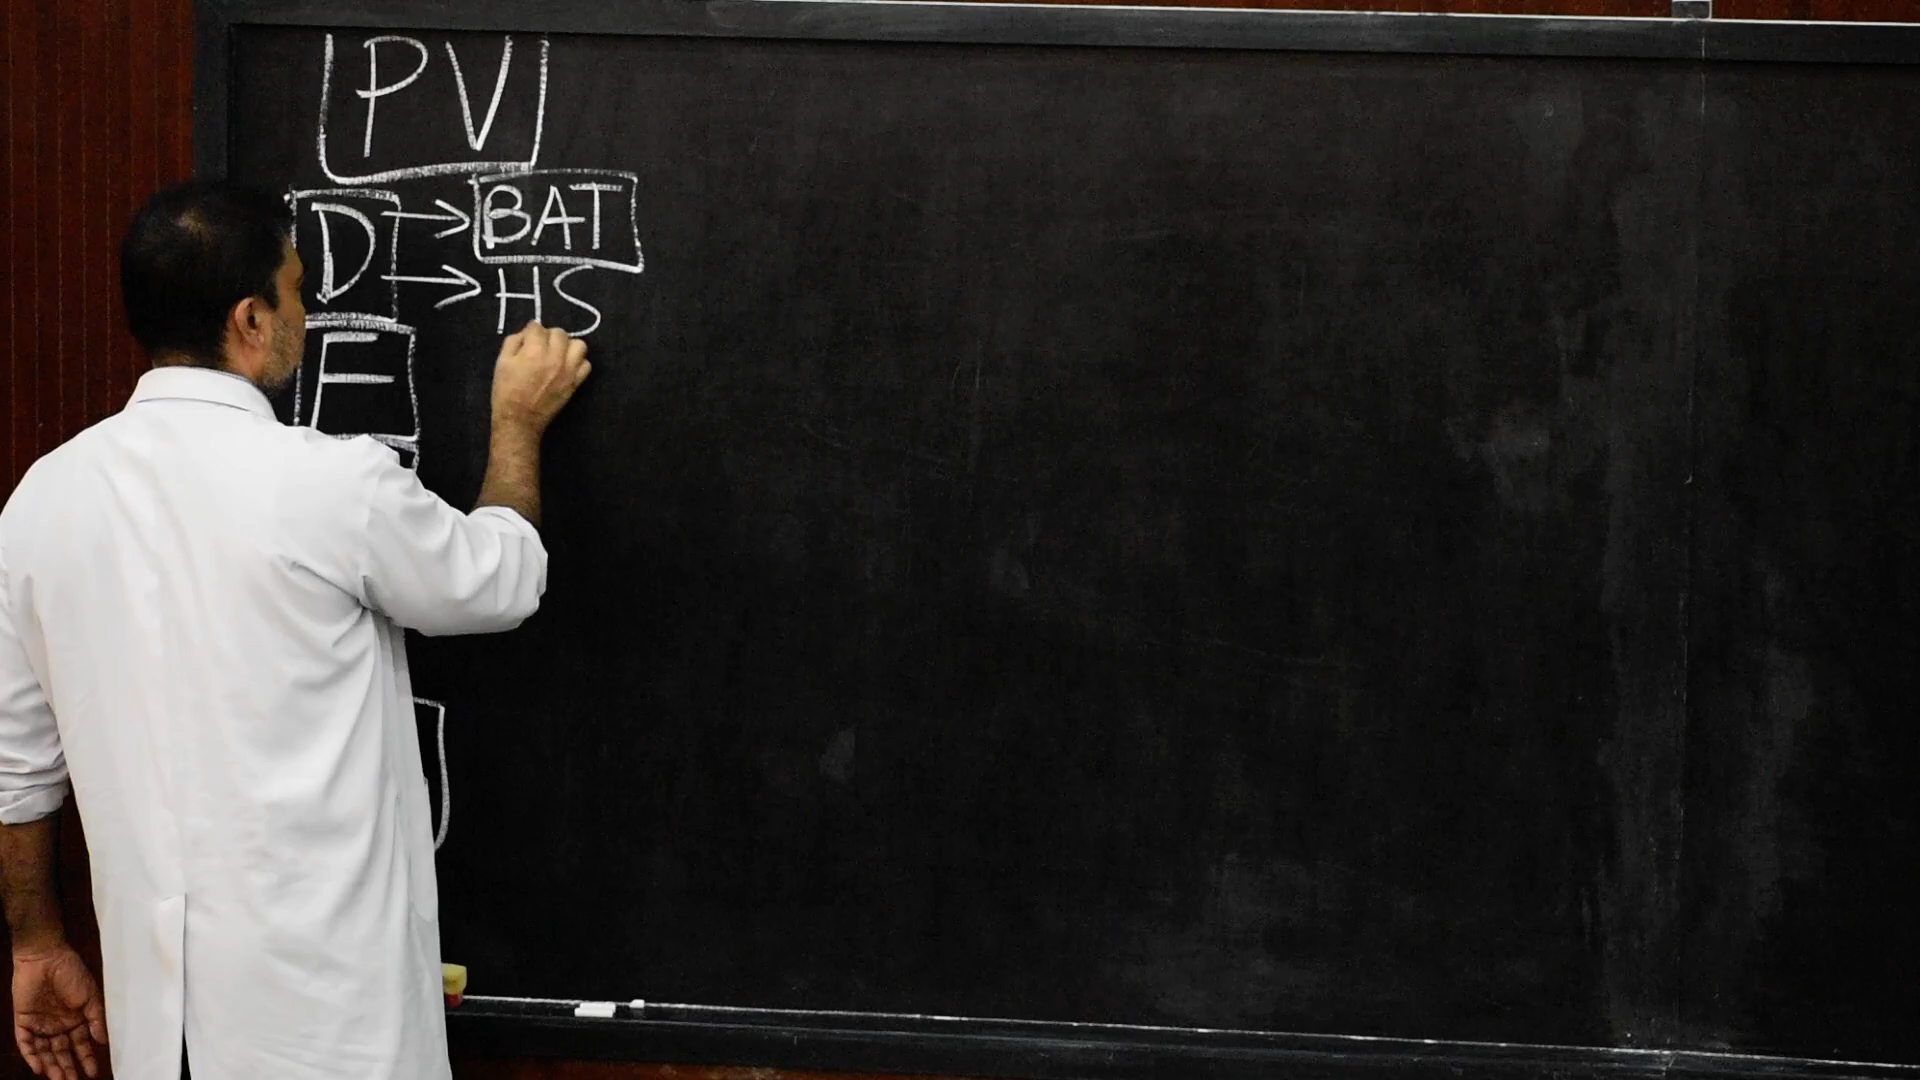 PV
D → BAT
→ HS
F